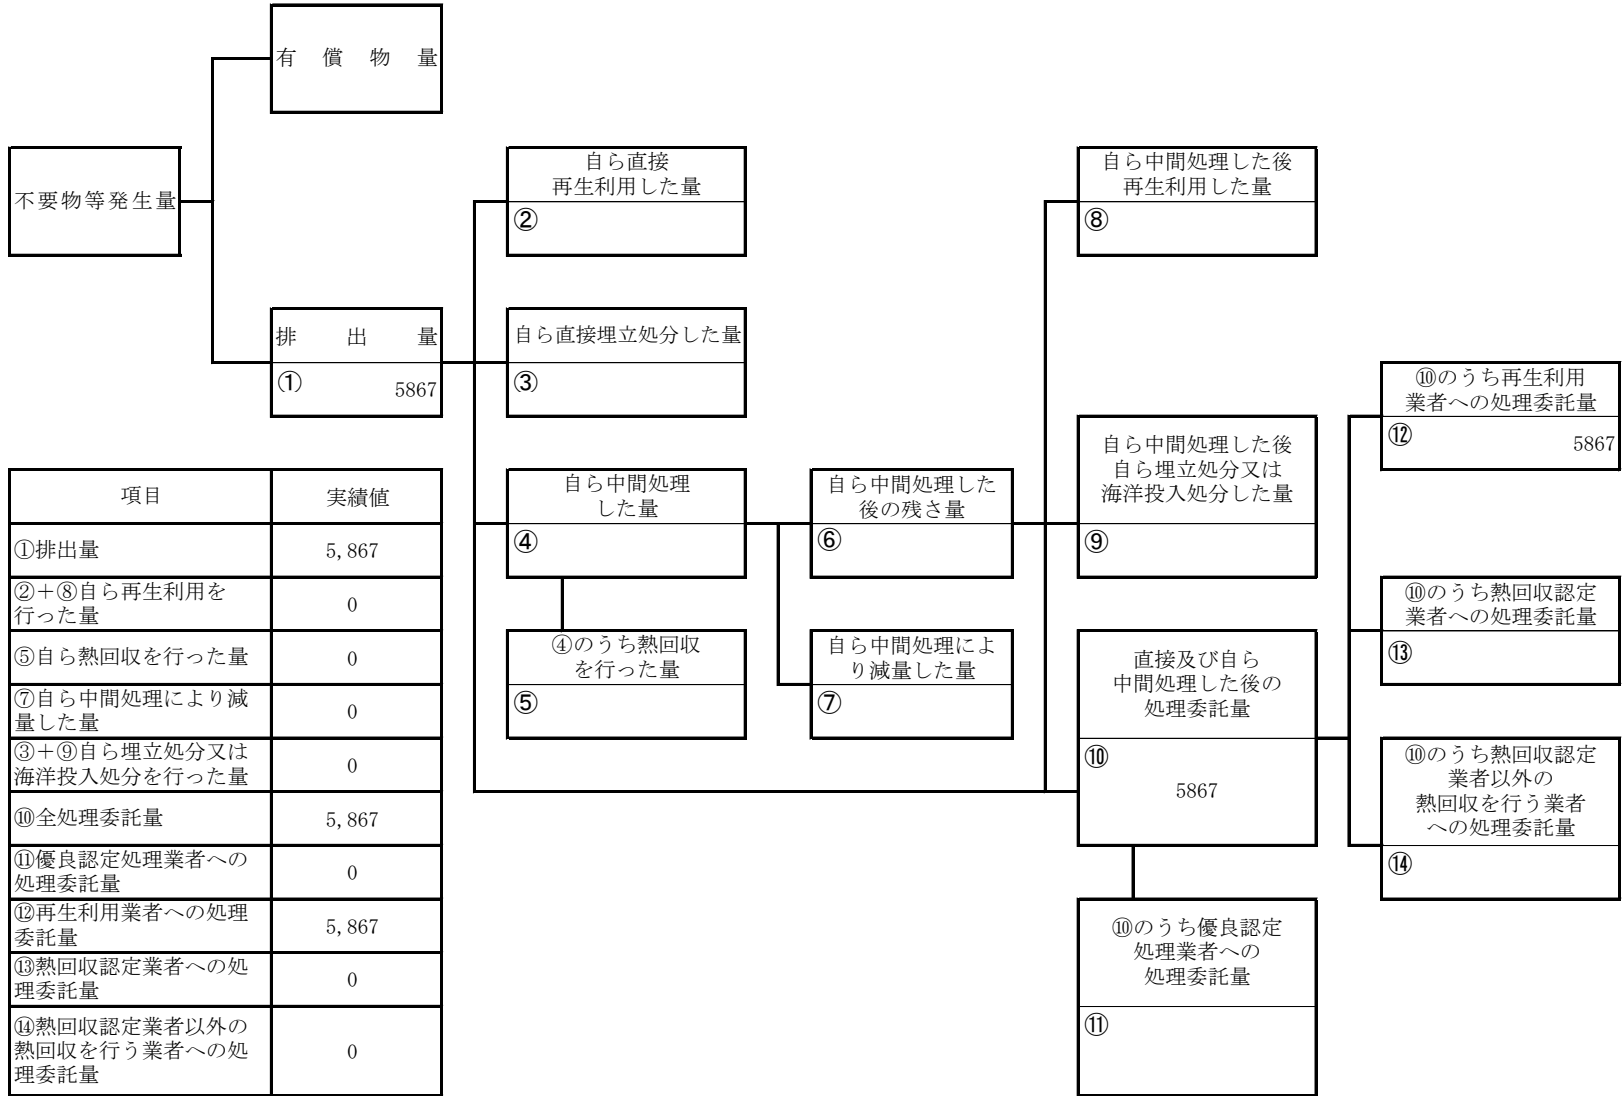 有償物量
不要物等発生量
排出量
① 5867
自ら直接
再生利用した量
②
自ら直接埋立処分した量
③
自ら中間処理
した量
④
④のうち熱回収
を行った量
⑤
自ら中間処理した
後の残さ量
⑥
自ら中間処理によ
り減量した量
⑦
自ら中間処理した後
再生利用した量
⑧
自ら中間処理した後
自ら埋立処分又は
海洋投入処分した量
⑨
直接及び自ら
中間処理した後の
処理委託量
⑩
5867
⑩のうち優良認定
処理業者への
処理委託量
⑪
⑩のうち再生利用
業者への処理委託量
⑫ 5867
⑩のうち熱回収認定
業者への処理委託量
⑬
⑩のうち熱回収認定
業者以外の
熱回収を行う業者
への処理委託量
⑭
項目 実績値
①排出量 5,867
②＋⑧自ら再生利用を
行った量 0
⑤自ら熱回収を行った量 0
⑦自ら中間処理により減
量した量 0
③＋⑨自ら埋立処分又は
海洋投入処分を行った量 0
⑩全処理委託量 5,867
⑪優良認定処理業者への
処理委託量 0
⑫再生利用業者への処理
委託量 5,867
⑬熱回収認定業者への処
理委託量 0
⑭熱回収認定業者以外の
熱回収を行う業者への処
理委託量 0